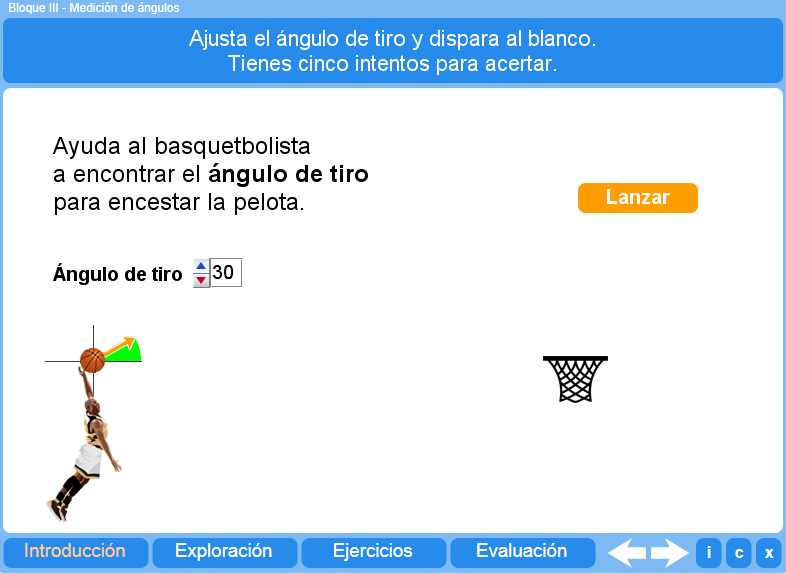 Bloque III - Medición de ángulos
Ajusta el ángulo de tiro y dispara al blanco.
Tienes cinco intentos para acertar.
Ayuda al basquetbolista
a encontrar el ángulo de tiro
para encestar la pelota.
Lanzar
Ángulo de tiro 30
Introducción Exploración Ejercicios Evaluación i c x